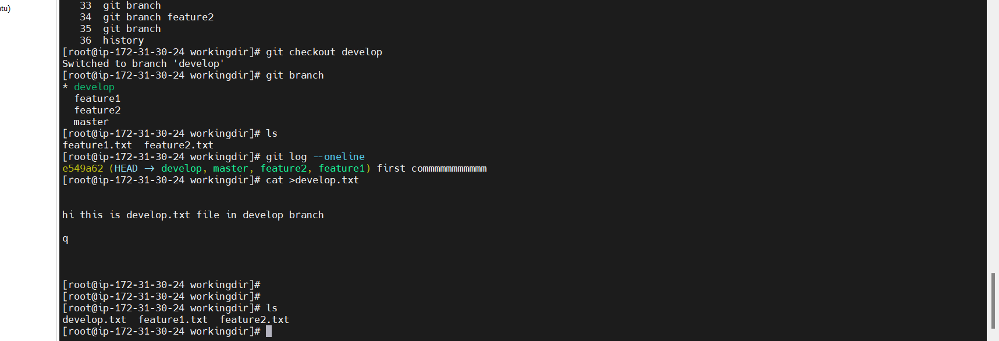 tu)
33 git branch
34 git branch feature2
35 git branch
36 history
[root@ip-172-31-30-24 workingdir]# git checkout develop
Switched to branch 'develop'
[root@ip-172-31-30-24 workingdir]# git branch
* develop
feature1
feature2
master
[root@ip-172-31-30-24 workingdir]# ls
feature1.txt feature2.txt
[root@ip-172-31-30-24 workingdir]# git log --oneline
e549a62 (HEAD -> develop, master, feature2, feature1) first commmmmmmmmmmm
[root@ip-172-31-30-24 workingdir]# cat >develop.txt
hi this is develop.txt file in develop branch
q
[root@ip-172-31-30-24 workingdir]#
[root@ip-172-31-30-24 workingdir]#
[root@ip-172-31-30-24 workingdir]# ls
develop.txt feature1.txt feature2.txt
[root@ip-172-31-30-24 workingdir]#